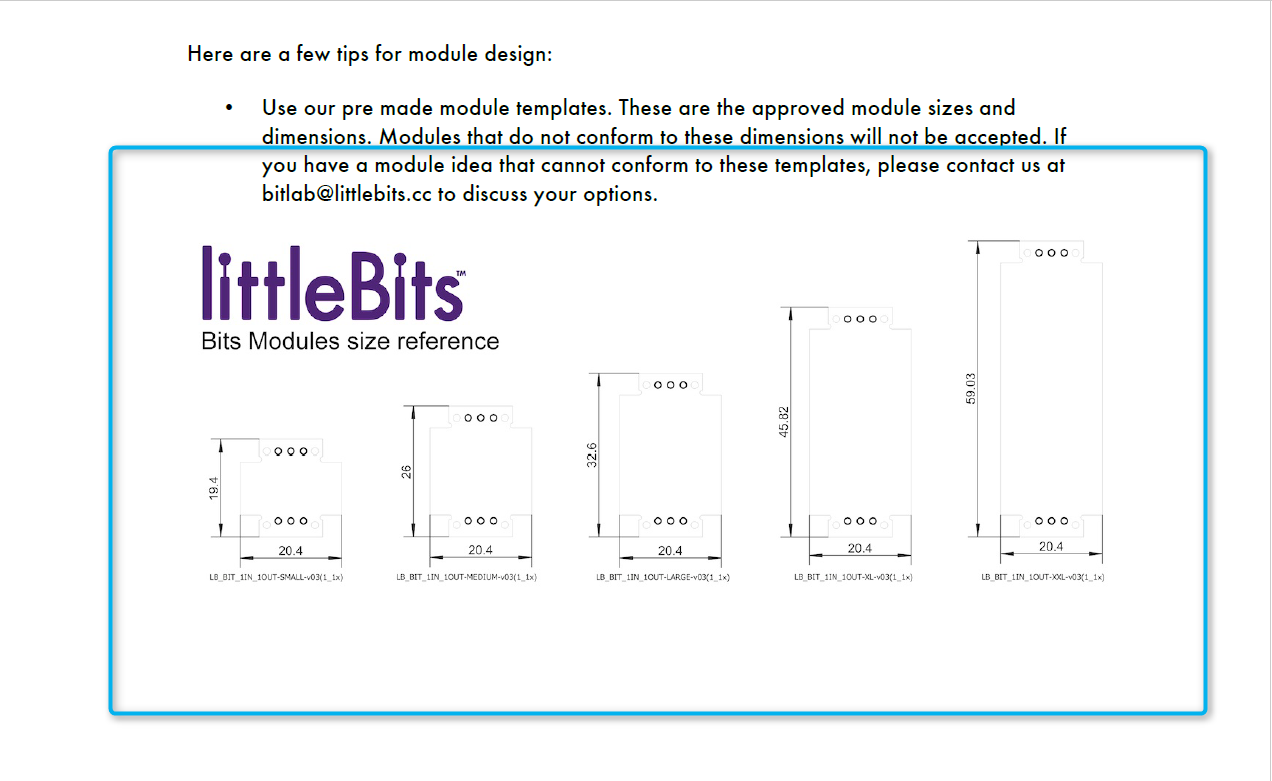 Here are a few tips for module design:
• Use our pre made module templates. These are the approved module sizes and
dimensions. Modules that do not conform to these dimensions will not be accepted. If
you have a module idea that cannot conform to these templates, please contact us at
bitlab@littlebits.cc to discuss your options.
littleBits™
Bits Modules size reference
19.4
20.4
LB_BIT_1IN_1OUT-SMALL-v03(1_1x)
26
20.4
LB_BIT_1IN_1OUT-MEDIUM-v03(1_1x)
32.6
20.4
LB_BIT_1IN_1OUT-LARGE-v03(1_1x)
45.82
20.4
LB_BIT_1IN_1OUT-XL-v03(1_1x)
59.03
20.4
LB_BIT_1IN_1OUT-XXL-v03(1_1x)